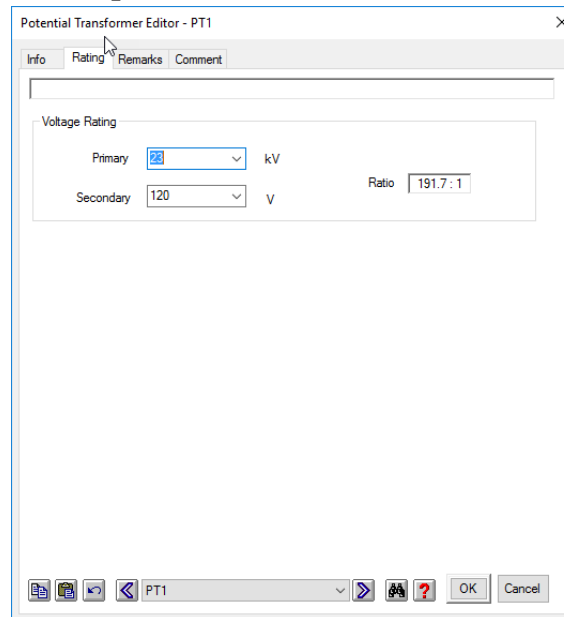 Potential Transformer Editor - PT1
Info Rating Remarks Comment
Voltage Rating
Primary 23 kV
Ratio 191.7 : 1
Secondary 120 V
PT1 ? OK Cancel